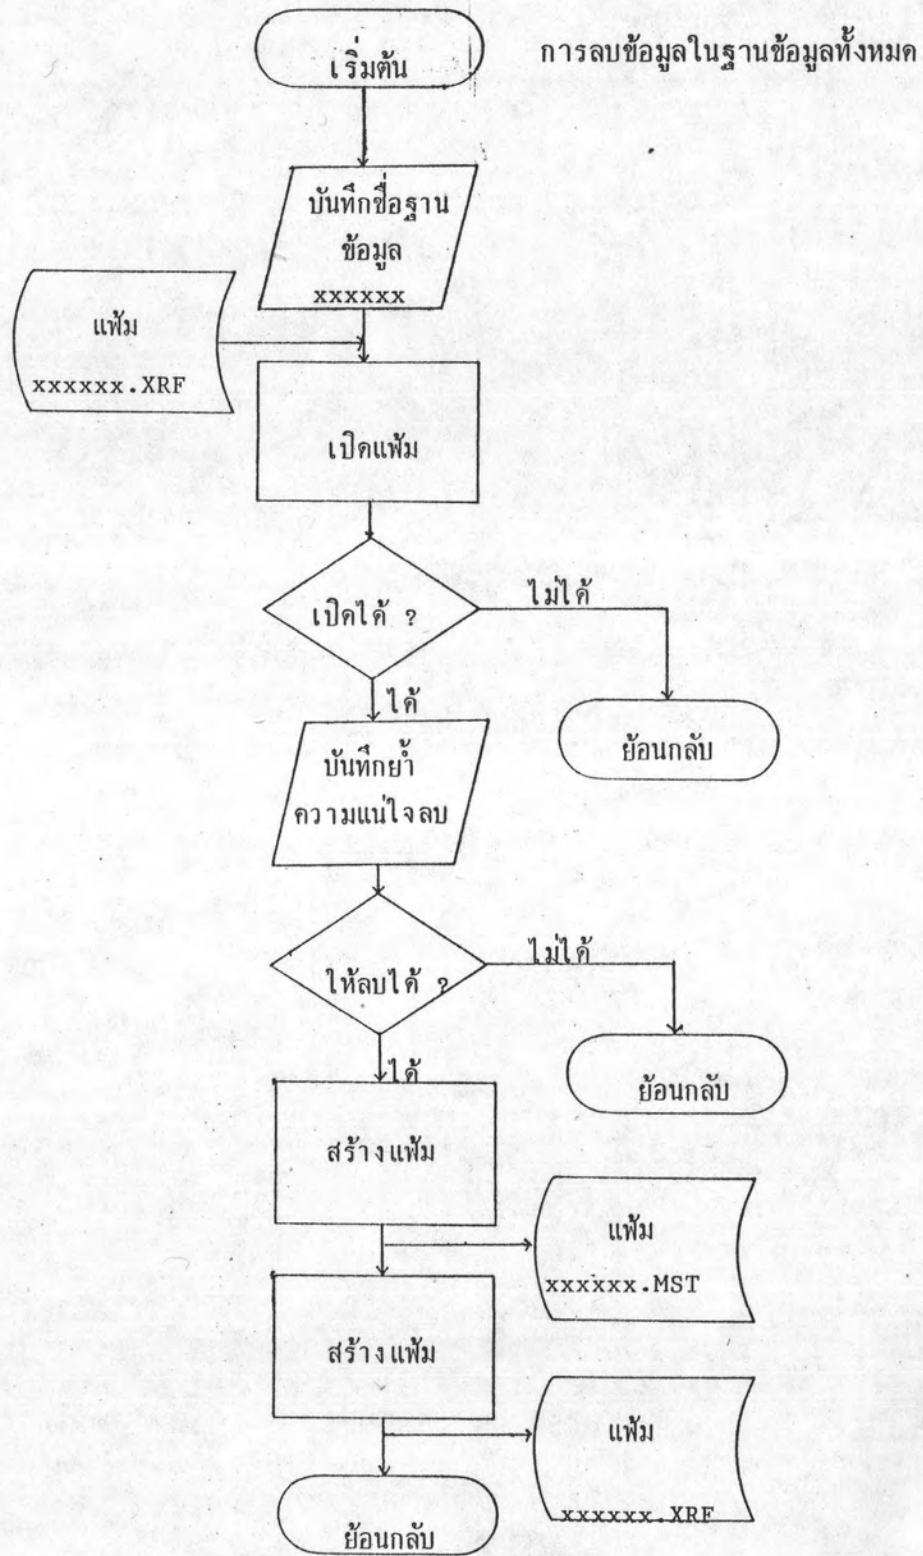 การลบข้อมูลในฐานข้อมูลทั้งหมด
เริ่มต้น
บันทึกชื่อฐาน
ข้อมูล
xxxxxx
แฟ้ม
xxxxxx.XRF
เปิดแฟ้ม
เปิดได้ ?
ไม่ได้
ได้
ย้อนกลับ
บันทึกย้ำ
ความแน่ใจลบ
ให้ลบได้ ?
ไม่ได้
ได้
ย้อนกลับ
สร้างแฟ้ม
แฟ้ม
xxxxxx.MST
สร้างแฟ้ม
แฟ้ม
xxxxxx.XRF
ย้อนกลับ